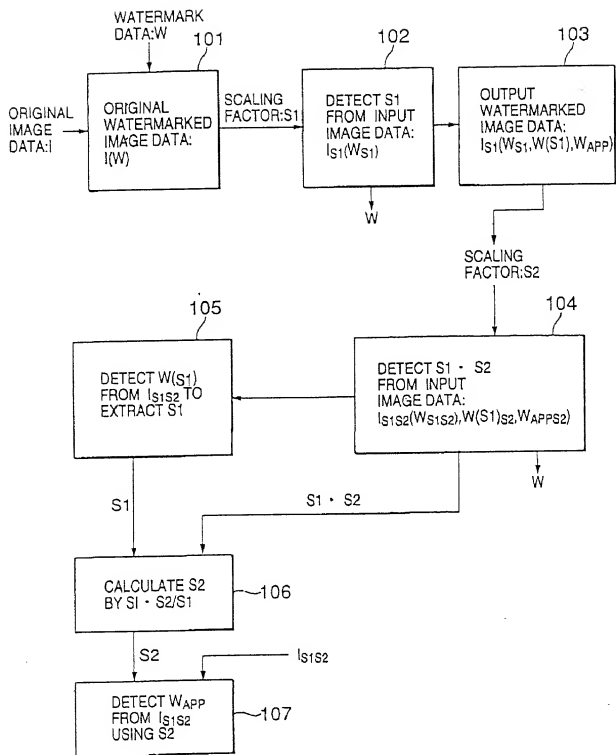 WATERMARK
DATA:W
101
ORIGINAL
IMAGE
DATA:I
ORIGINAL
WATERMARKED
IMAGE DATA:
I(W)
SCALING
FACTOR:S1
102
DETECT S1
FROM INPUT
IMAGE DATA:
IS1(WS1)
W
103
OUTPUT
WATERMARKED
IMAGE DATA:
IS1(WS1,W(S1),WAPP)
SCALING
FACTOR:S2
104
DETECT S1 · S2
FROM INPUT
IMAGE DATA:
IS1S2(WS1S2),W(S1)S2,WAPPS2)
W
105
DETECT W(S1)
FROM IS1S2 TO
EXTRACT S1
S1
S1 · S2
CALCULATE S2
BY SI · S2/S1
106
S2
IS1S2
DETECT WAPP
FROM IS1S2
USING S2
107